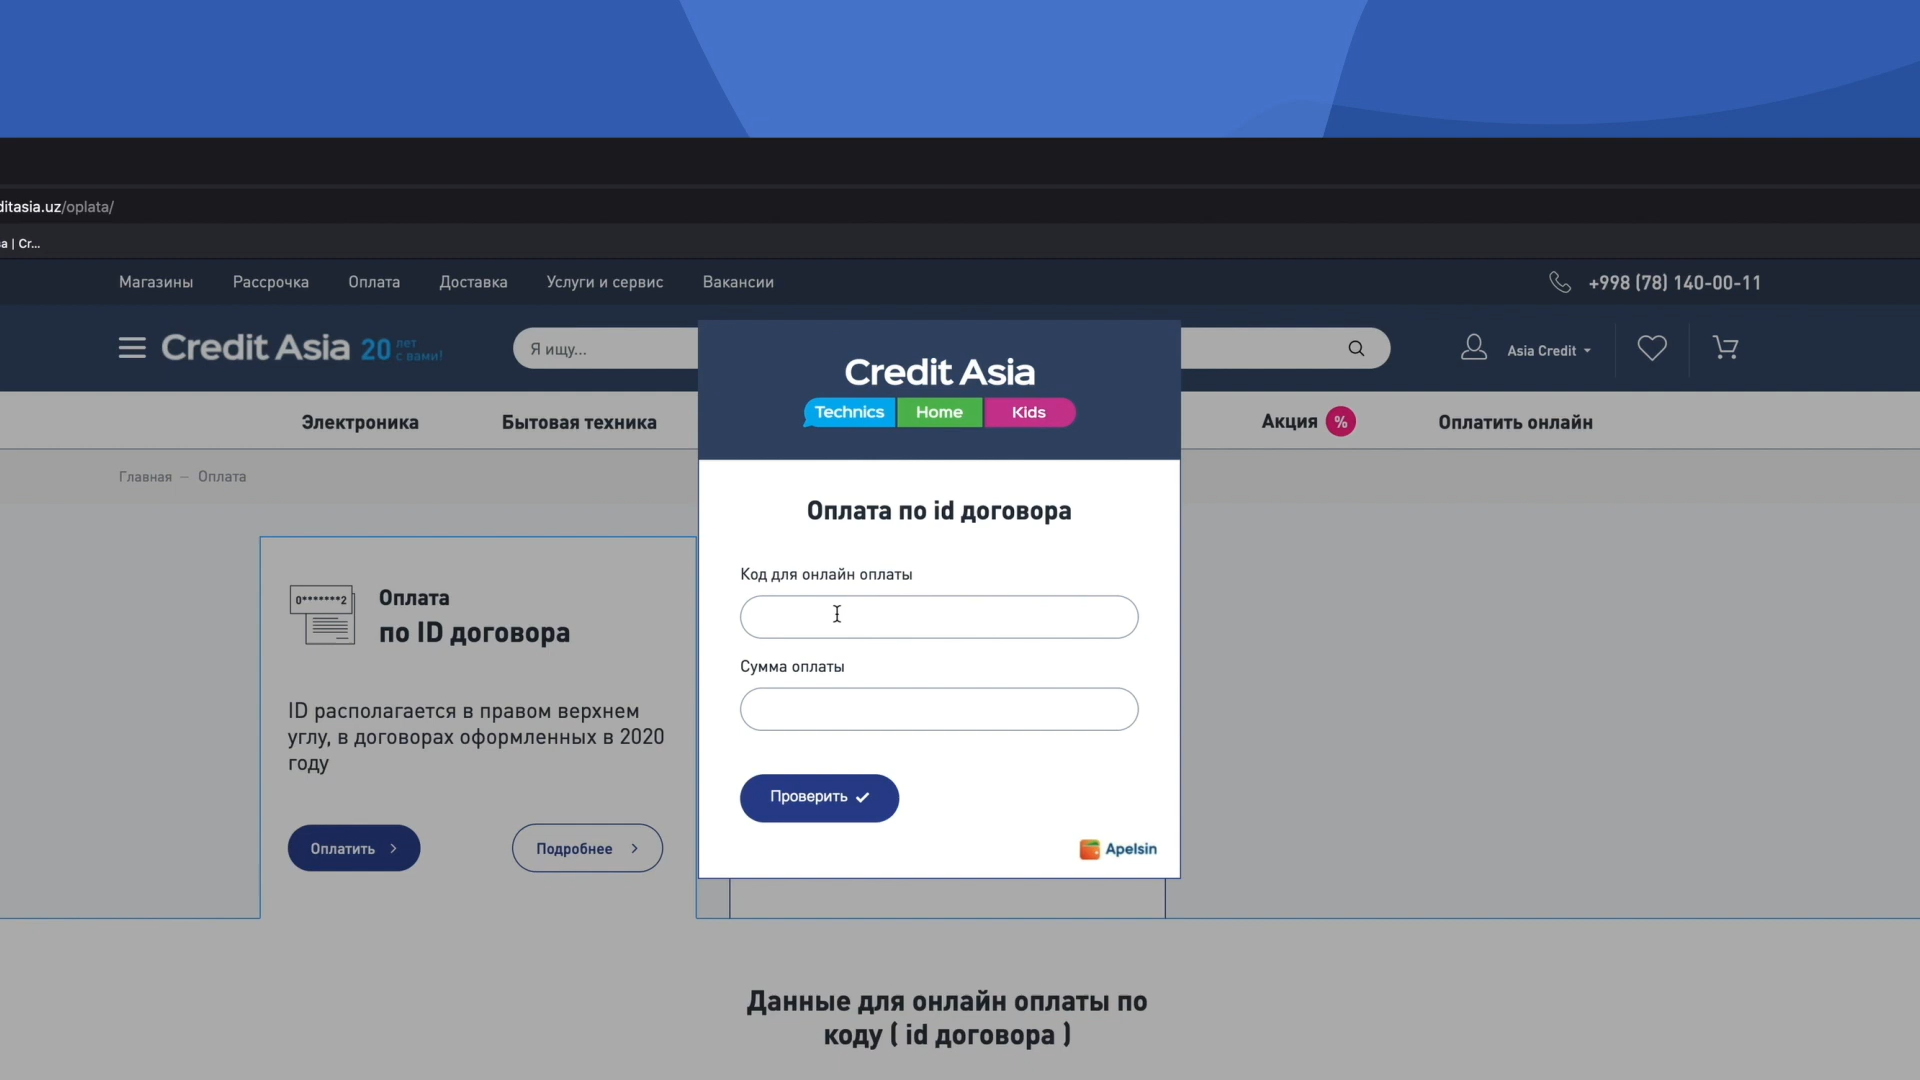 ditasia.uz/oplata/
а | Cr...
Магазины Рассрочка Оплата Доставка Услуги и сервис Вакансии +998 (78) 140-00-11
Credit Asia 20 лет с вами!
Я ищу...
Asia Credit
Credit Asia
Technics Home Kids
Электроника Бытовая техника Акция % Оплатить онлайн
Главная — Оплата
Оплата по id договора
Код для онлайн оплаты
Сумма оплаты
Проверить
Apelsin
0*******2
Оплата
по ID договора
ID располагается в правом верхнем
углу, в договорах оформленных в 2020
году
Оплатить > Подробнее >
Данные для онлайн оплаты по
коду ( id договора )